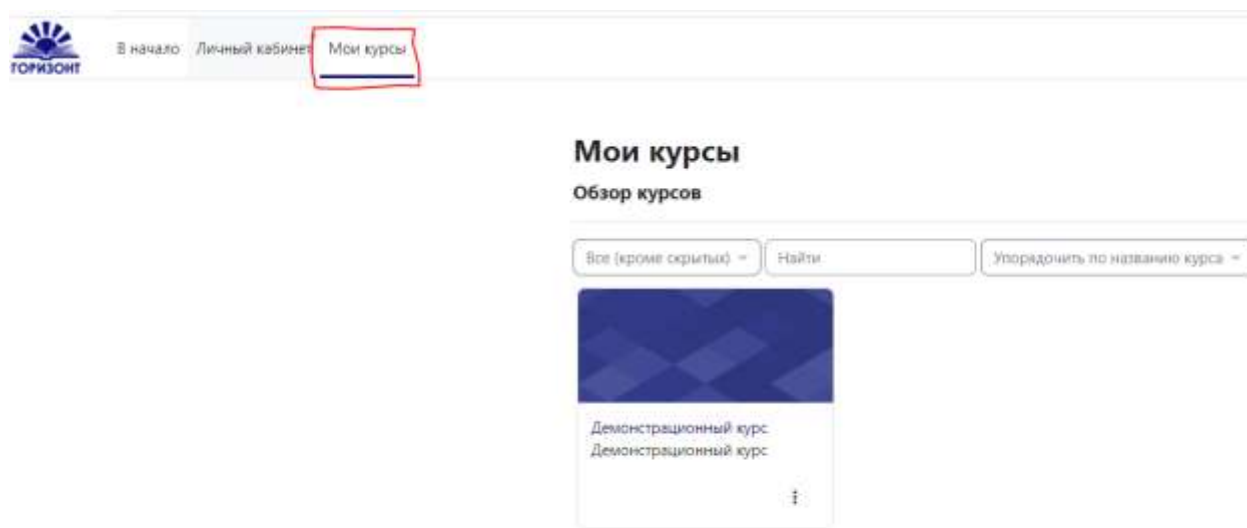 ГОРИЗОНТ
В начало Личный кабинет Мои курсы
Мои курсы
Обзор курсов
Все (кроме скрытых) Найти Упорядочить по названию курса
Демонстрационный курс
Демонстрационный курс